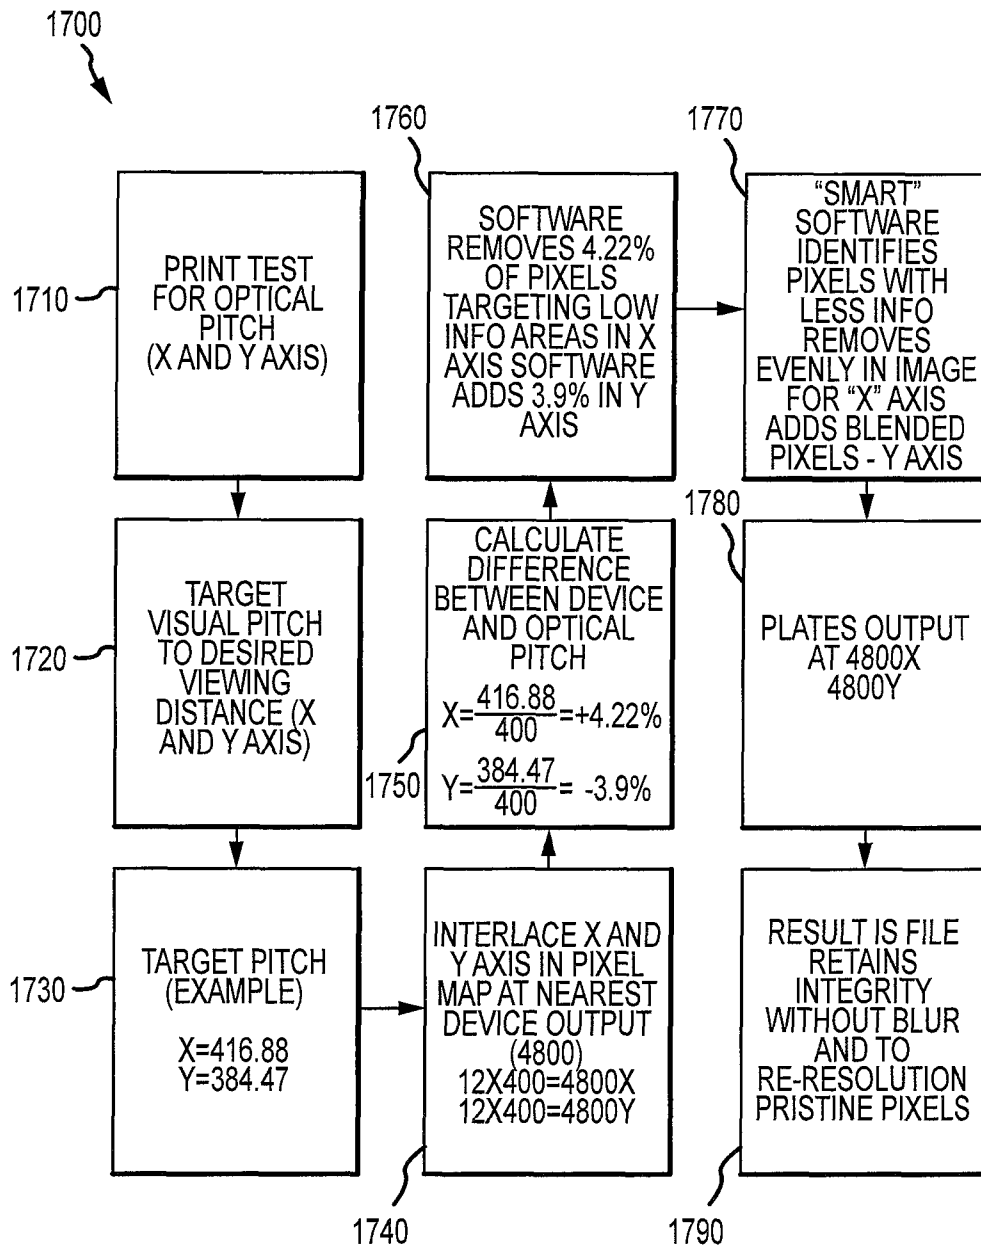 1700
1710
PRINT TEST
FOR OPTICAL
PITCH
(X AND Y AXIS)
1720
TARGET
VISUAL PITCH
TO DESIRED
VIEWING
DISTANCE (X
AND Y AXIS)
1730
TARGET PITCH
(EXAMPLE)
X=416.88
Y=384.47
1740
INTERLACE X AND
Y AXIS IN PIXEL
MAP AT NEAREST
DEVICE OUTPUT
(4800)
12X400=4800X
12X400=4800Y
1750
CALCULATE
DIFFERENCE
BETWEEN DEVICE
AND OPTICAL
PITCH
X=416.88/400=+4.22%
Y=384.47/400= -3.9%
1760
SOFTWARE
REMOVES 4.22%
OF PIXELS
TARGETING LOW
INFO AREAS IN X
AXIS SOFTWARE
ADDS 3.9% IN Y
AXIS
1770
“SMART”
SOFTWARE
IDENTIFIES
PIXELS WITH
LESS INFO
REMOVES
EVENLY IN IMAGE
FOR “X” AXIS
ADDS BLENDED
PIXELS - Y AXIS
1780
PLATES OUTPUT
AT 4800X
4800Y
1790
RESULT IS FILE
RETAINS
INTEGRITY
WITHOUT BLUR
AND TO
RE-RESOLUTION
PRISTINE PIXELS